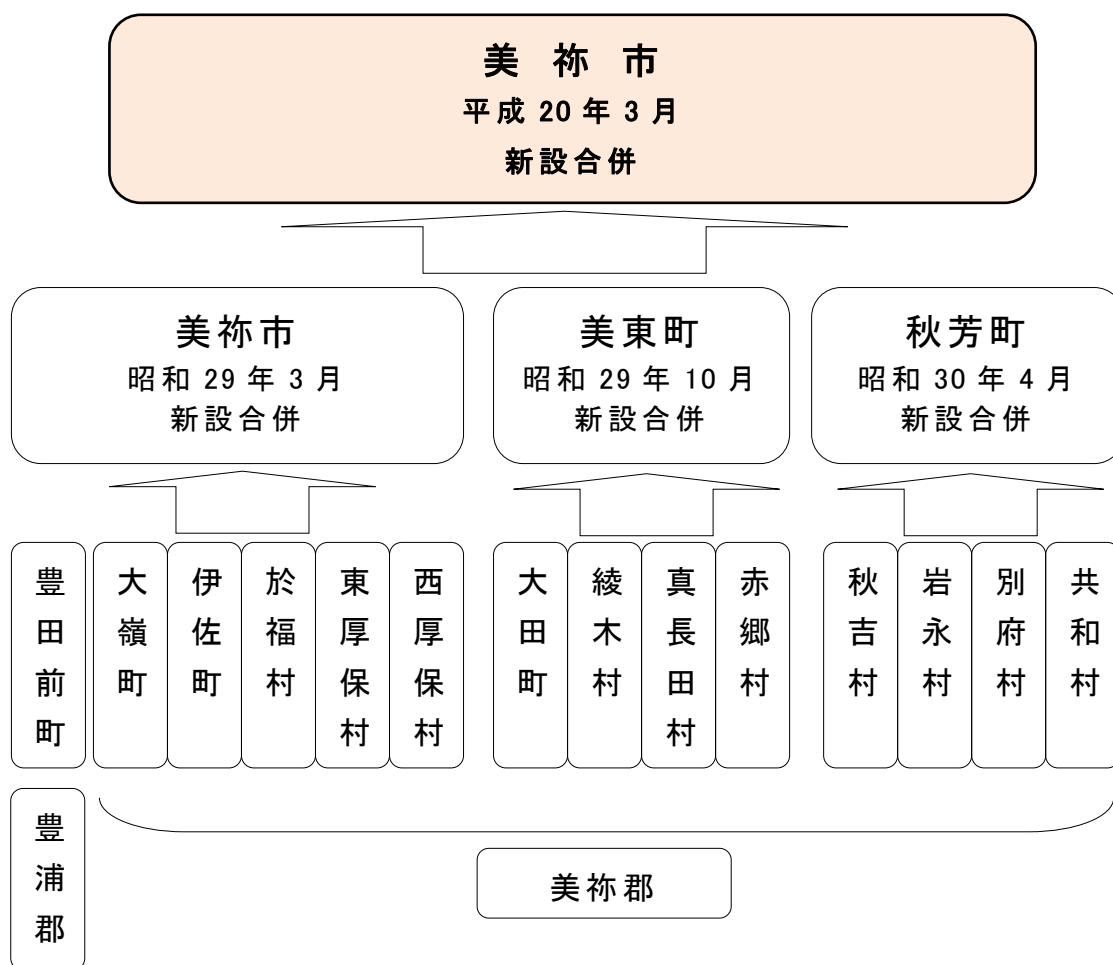 美祢市
平成 20 年 3 月
新設合併
美祢市
昭和 29 年 3 月
新設合併
美東町
昭和 29 年 10 月
新設合併
秋芳町
昭和 30 年 4 月
新設合併
豊田前町
大嶺町
伊佐町
於福村
東厚保村
西厚保村
大田町
綾木村
真長田村
赤郷村
秋吉村
岩永村
別府村
共和村
豊浦郡
美祢郡